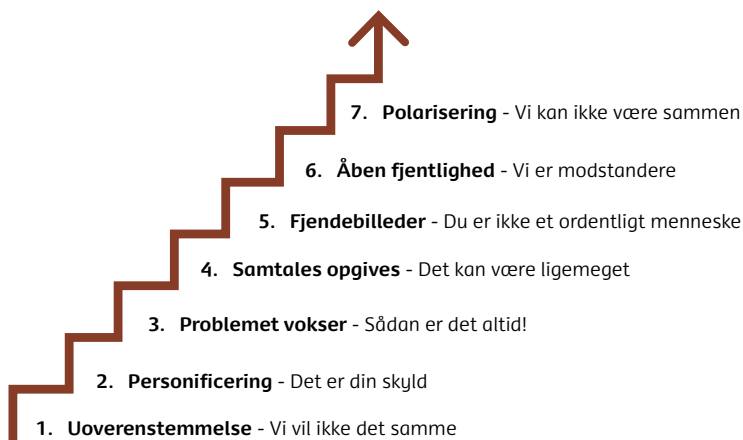 7. Polarisering - Vi kan ikke være sammen
6. Åben fjentlighed - Vi er modstandere
5. Fjendebilleder - Du er ikke et ordentligt menneske
4. Samtales opgives - Det kan være ligemeget
3. Problemet vokser - Sådan er det altid!
2. Personificering - Det er din skyld
1. Uoverenstemmelse - Vi vil ikke det samme